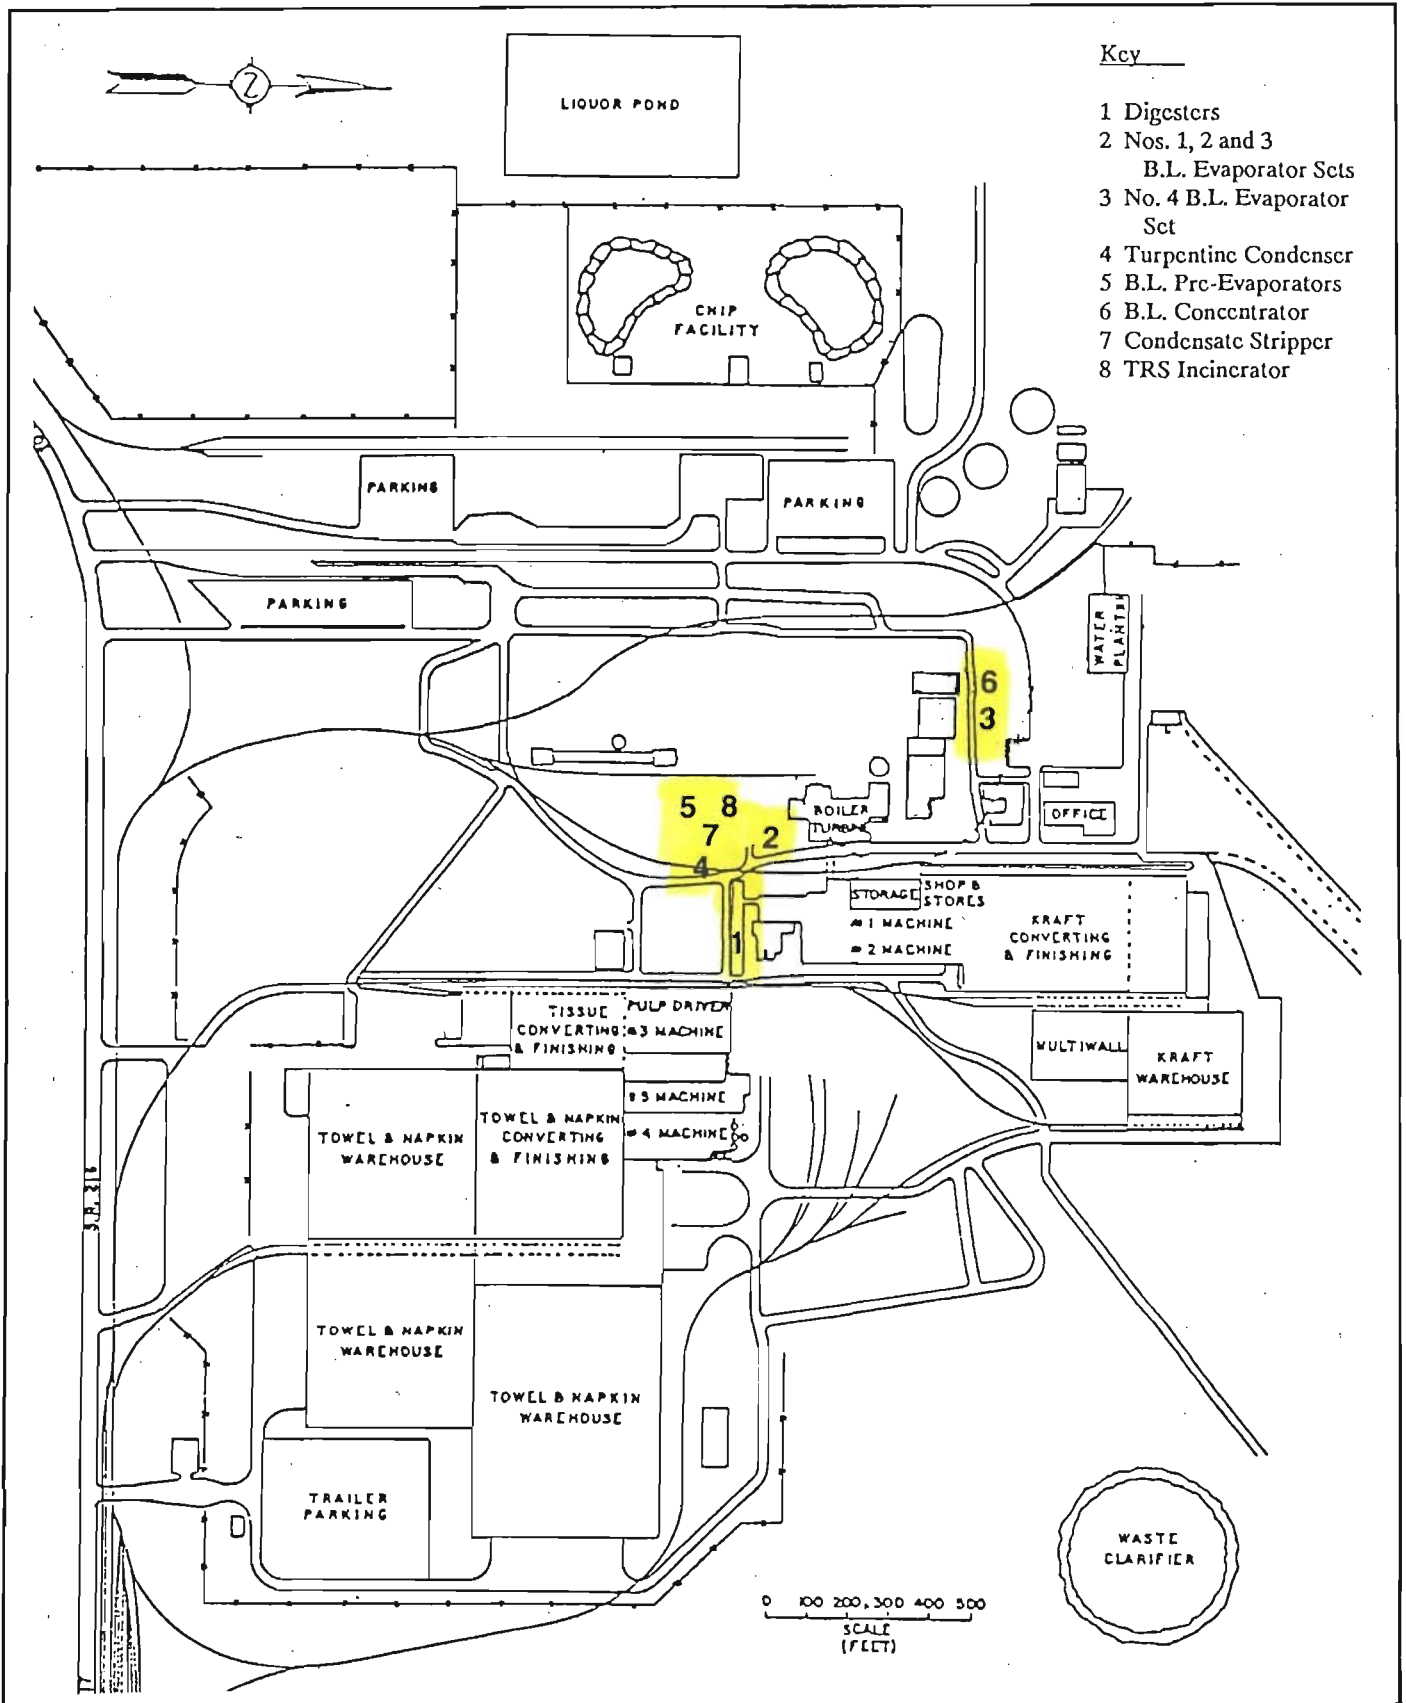 Key
1 Digesters
2 Nos. 1, 2 and 3
B.L. Evaporator Sets
3 No. 4 B.L. Evaporator
Set
4 Turpentine Condenser
5 B.L. Pre-Evaporators
6 B.L. Concentrator
7 Condensate Stripper
8 TRS Incinerator
Z
LIQUOR POND
CHIP
FACILITY
PARKING
PARKING
PARKING
WATER
PLANT
6
3
5 8
7
2
4
1
BOILER
TURBINE
OFFICE
STORAGE
SHOP &
STORES
#1 MACHINE
#2 MACHINE
KRAFT
CONVERTING
& FINISHING
TISSUE
CONVERTING
& FINISHING
PULP DRIVER
#3 MACHINE
#5 MACHINE
#4 MACHINE
MULTIWALL
KRAFT
WAREHOUSE
TOWEL & NAPKIN
WAREHOUSE
TOWEL & NAPKIN
CONVERTING
& FINISHING
S.R. 216
TOWEL & NAPKIN
WAREHOUSE
TOWEL & NAPKIN
WAREHOUSE
TRAILER
PARKING
WASTE
CLARIFIER
0 100 200 300 400 500
SCALE
(FEET)